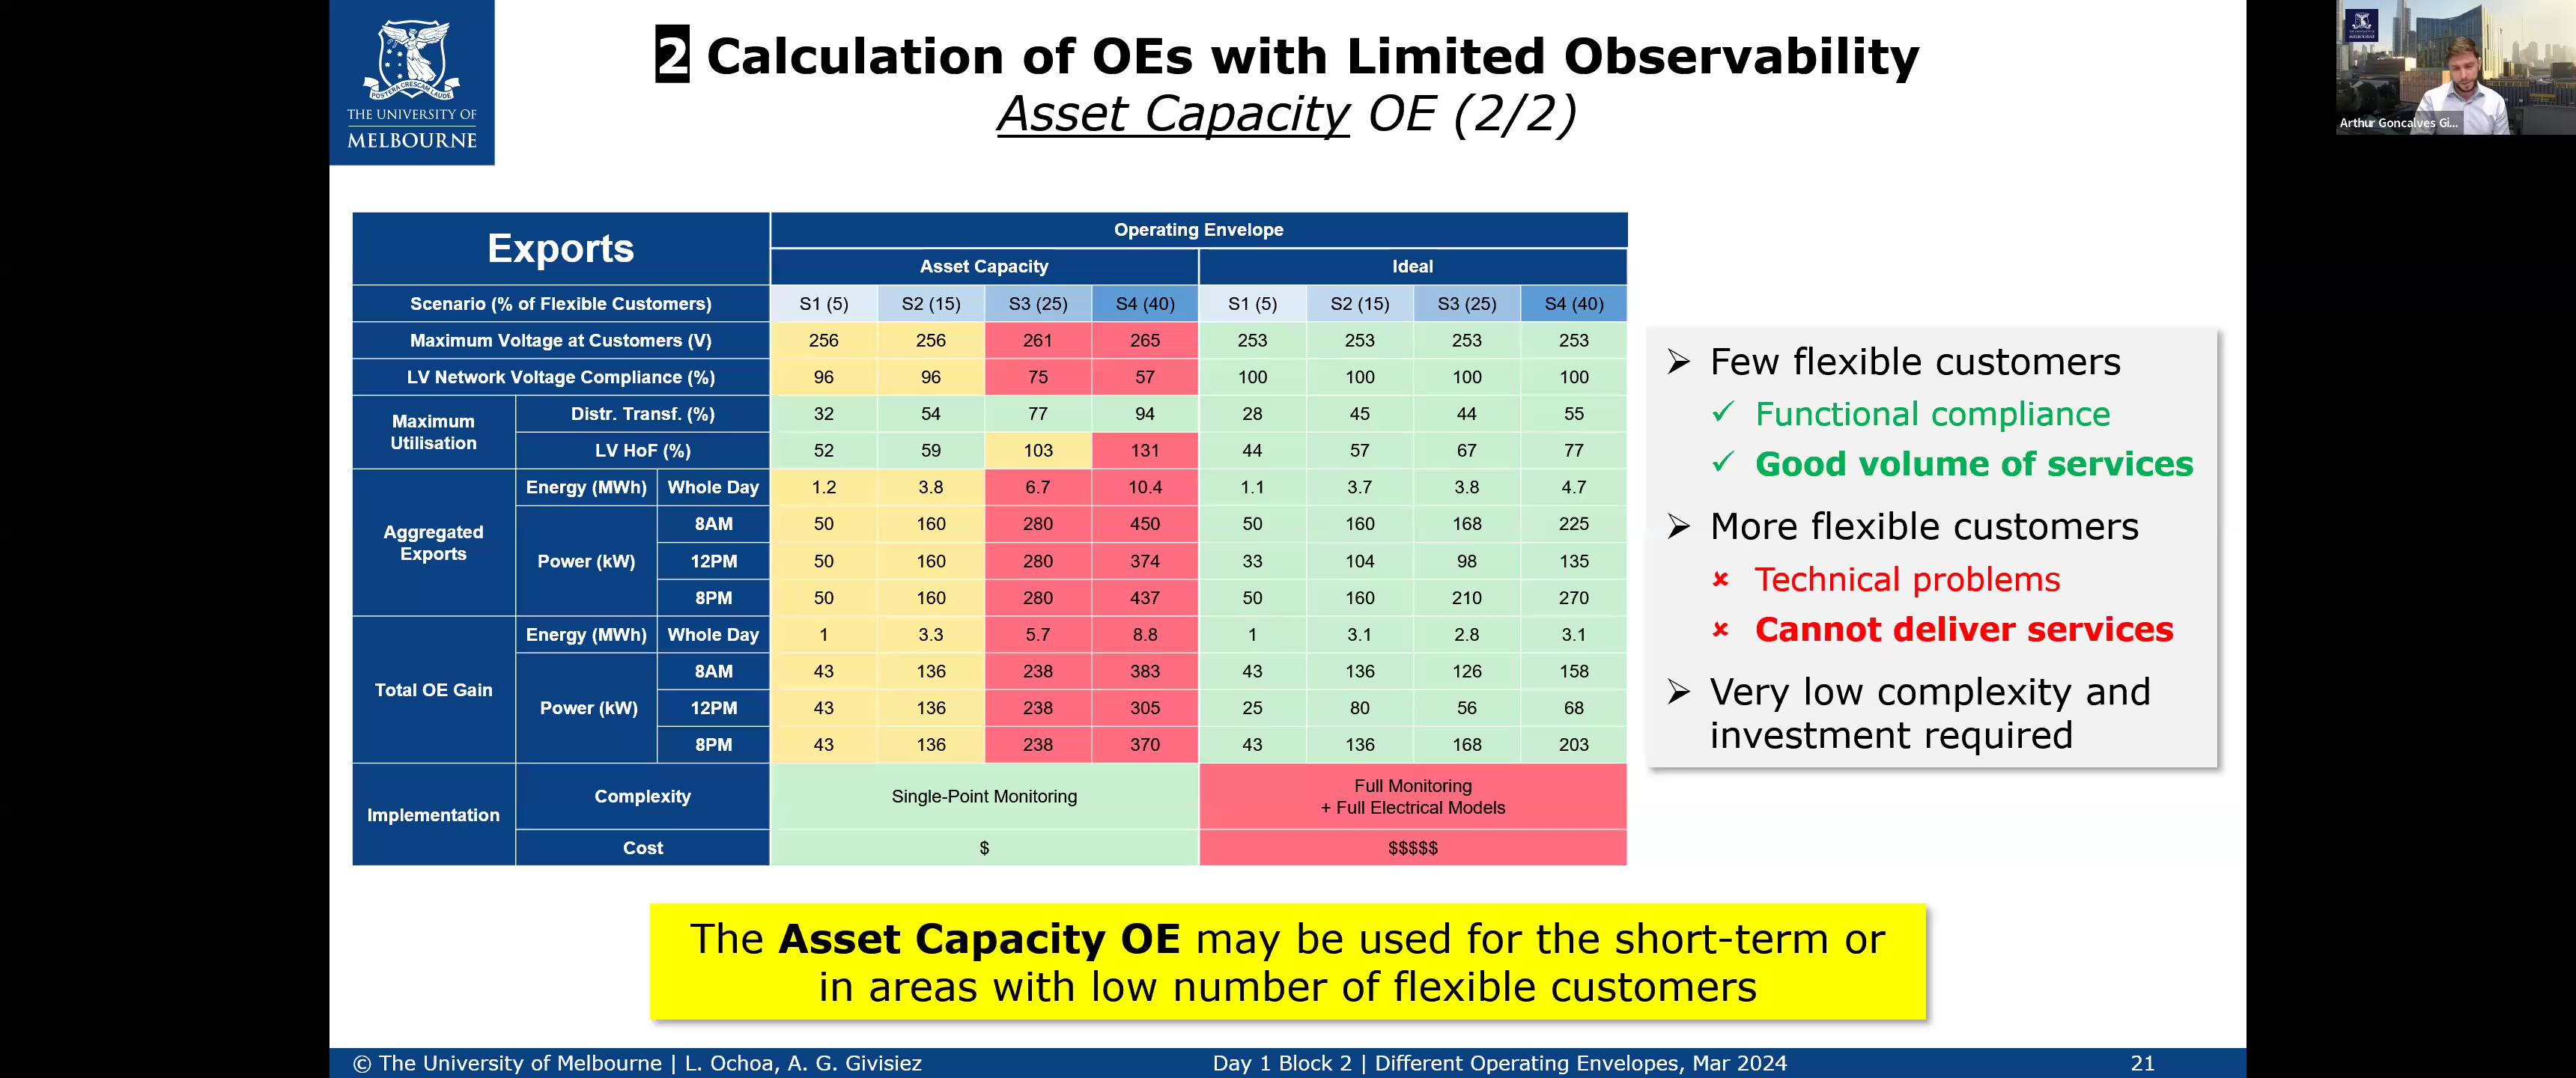 POSTERA CRESCAM LAUDE
THE UNIVERSITY OF
MELBOURNE
2 Calculation of OEs with Limited Observability
Asset Capacity OE (2/2)
MELBOURNE
Arthur Goncalves Gi...
Exports
Operating Envelope
Asset Capacity Ideal
Scenario (% of Flexible Customers) S1 (5) S2 (15) S3 (25) S4 (40) S1 (5) S2 (15) S3 (25) S4 (40)
Maximum Voltage at Customers (V) 256 256 261 265 253 253 253 253
LV Network Voltage Compliance (%) 96 96 75 57 100 100 100 100
Maximum
Utilisation
Distr. Transf. (%) 32 54 77 94 28 45 44 55
LV HoF (%) 52 59 103 131 44 57 67 77
Aggregated
Exports
Energy (MWh) Whole Day 1.2 3.8 6.7 10.4 1.1 3.7 3.8 4.7
Power (kW)
8AM 50 160 280 450 50 160 168 225
12PM 50 160 280 374 33 104 98 135
8PM 50 160 280 437 50 160 210 270
Total OE Gain
Energy (MWh) Whole Day 1 3.3 5.7 8.8 1 3.1 2.8 3.1
Power (kW)
8AM 43 136 238 383 43 136 126 158
12PM 43 136 238 305 25 80 56 68
8PM 43 136 238 370 43 136 168 203
Implementation
Complexity Single-Point Monitoring
Full Monitoring
+ Full Electrical Models
Cost $ $$$$$
➢ Few flexible customers
✓ Functional compliance
✓ Good volume of services
➢ More flexible customers
× Technical problems
× Cannot deliver services
➢ Very low complexity and
investment required
The Asset Capacity OE may be used for the short-term or
in areas with low number of flexible customers
© The University of Melbourne | L. Ochoa, A. G. Givisiez
Day 1 Block 2 | Different Operating Envelopes, Mar 2024
21